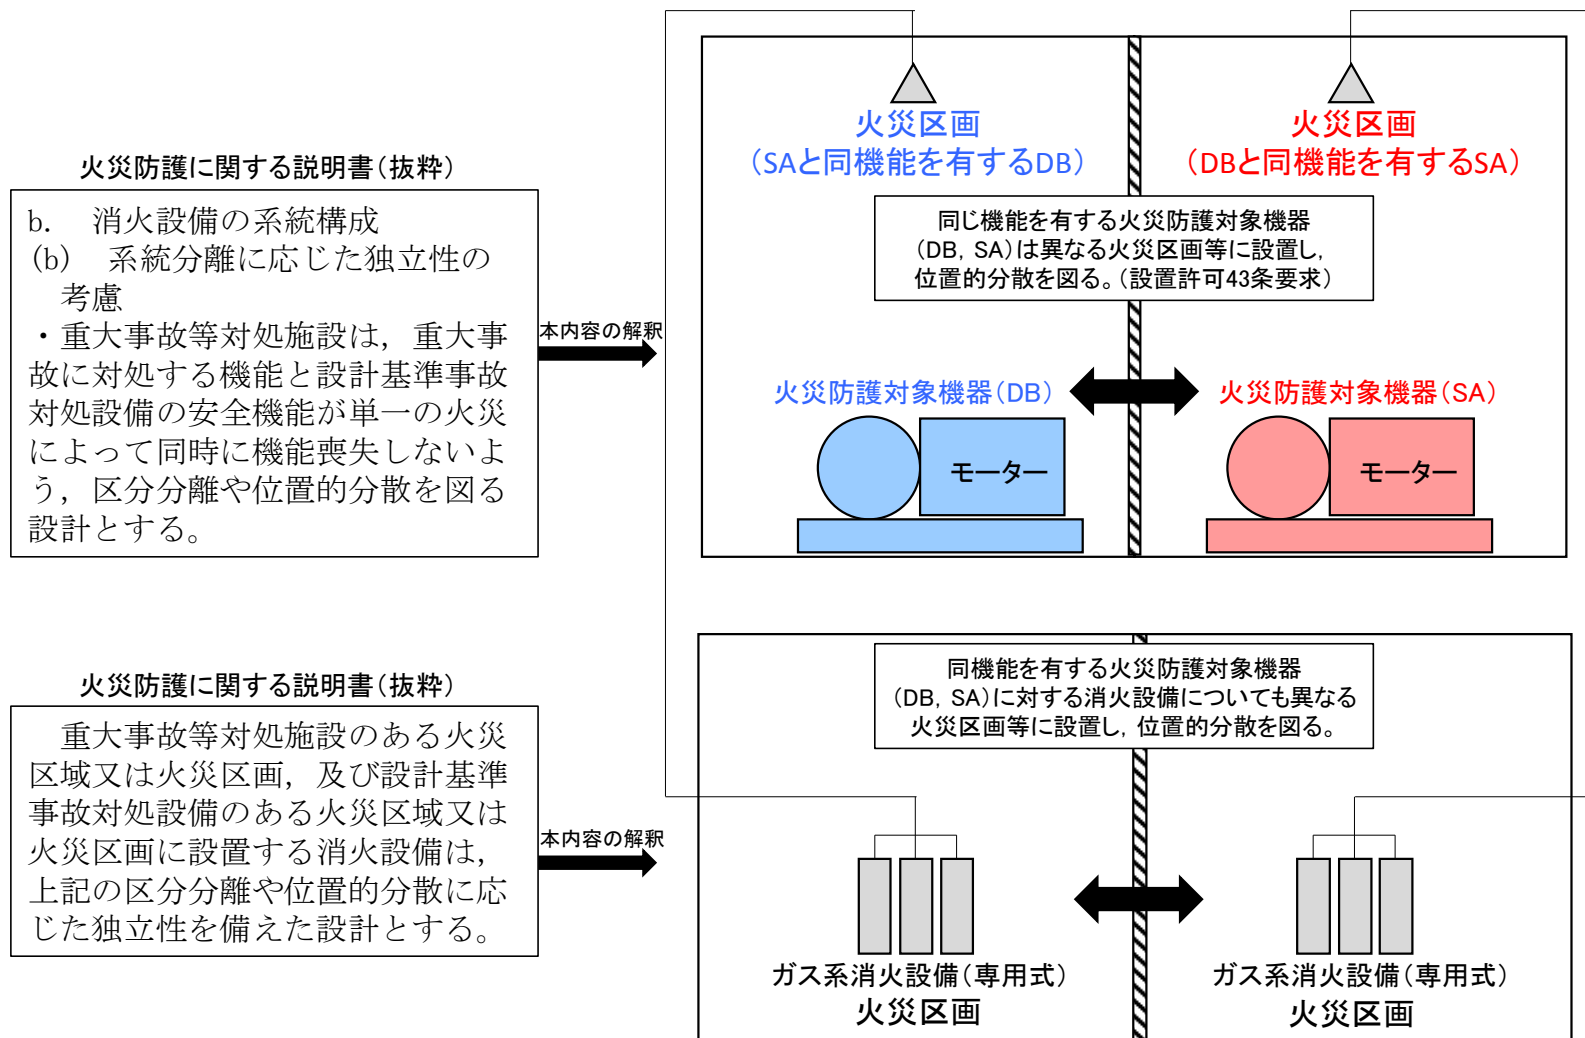 火災防護に関する説明書（抜粋）
b.　消火設備の系統構成
(b)　系統分離に応じた独立性の
考慮
・重大事故等対処施設は，重大事
故に対処する機能と設計基準事故
対処設備の安全機能が単一の火災
によって同時に機能喪失しないよ
う，区分分離や位置的分散を図る
設計とする。
本内容の解釈
火災区画
（SAと同機能を有するDB）
火災区画
（DBと同機能を有するSA）
同じ機能を有する火災防護対象機器
（DB, SA）は異なる火災区画等に設置し，
位置的分散を図る。（設置許可43条要求）
火災防護対象機器（DB）
火災防護対象機器（SA）
モーター
モーター
火災防護に関する説明書（抜粋）
重大事故等対処施設のある火災
区域又は火災区画，及び設計基準
事故対処設備のある火災区域又は
火災区画に設置する消火設備は，
上記の区分分離や位置的分散に応
じた独立性を備えた設計とする。
本内容の解釈
同機能を有する火災防護対象機器
（DB, SA）に対する消火設備についても異なる
火災区画等に設置し，位置的分散を図る。
ガス系消火設備（専用式）
火災区画
ガス系消火設備（専用式）
火災区画